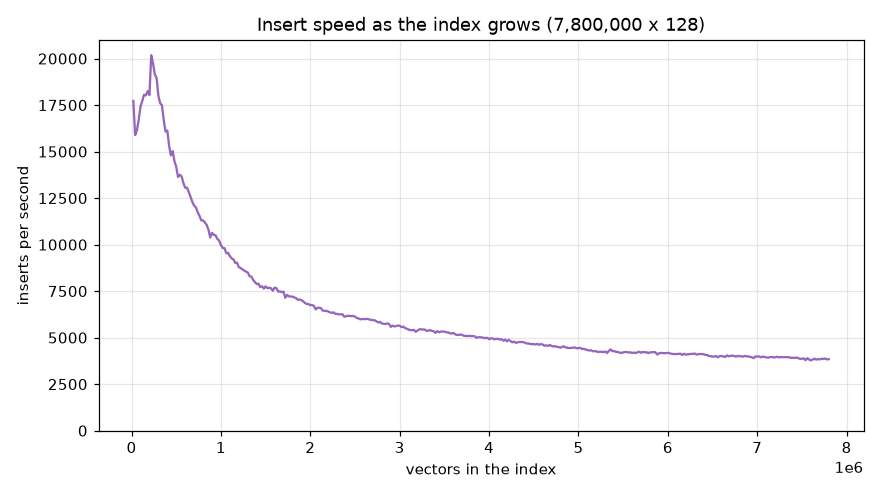 Insert speed as the index grows (7,800,000 x 128)
20000
17500
15000
12500
10000
7500
5000
2500
0
inserts per second
0 1 2 3 4 5 6 7 8
1e6
vectors in the index